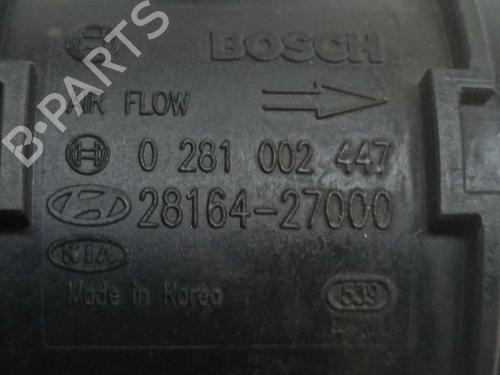 BOSCH
AIR FLOW
0 281 002 447
28164-27000
KIA
Made in Korea 539
B-PARTS